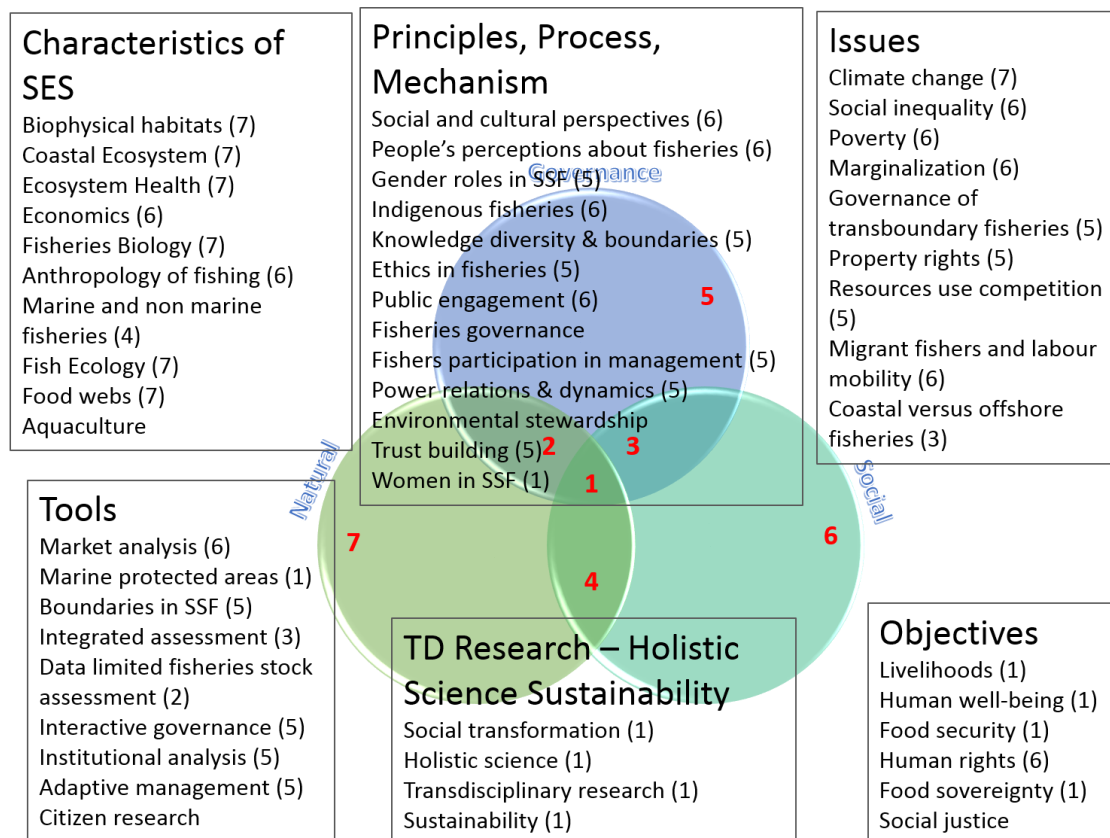 Characteristics of
SES
Biophysical habitats (7)
Coastal Ecosystem (7)
Ecosystem Health (7)
Economics (6)
Fisheries Biology (7)
Anthropology of fishing (6)
Marine and non marine
fisheries (4)
Fish Ecology (7)
Food webs (7)
Aquaculture
Principles, Process,
Mechanism
Social and cultural perspectives (6)
People’s perceptions about fisheries (6)
Gender roles in SSF (5)
Indigenous fisheries (6)
Knowledge diversity & boundaries (5)
Ethics in fisheries (5)
Public engagement (6)
Fisheries governance
Fishers participation in management (5)
Power relations & dynamics (5)
Environmental stewardship
Trust building (5)
Women in SSF (1)
Issues
Climate change (7)
Social inequality (6)
Poverty (6)
Marginalization (6)
Governance of
transboundary fisheries (5)
Property rights (5)
Resources use competition
(5)
Migrant fishers and labour
mobility (6)
Coastal versus offshore
fisheries (3)
Governance
5
2
3
1
Natural
Social
7
6
4
Tools
Market analysis (6)
Marine protected areas (1)
Boundaries in SSF (5)
Integrated assessment (3)
Data limited fisheries stock
assessment (2)
Interactive governance (5)
Institutional analysis (5)
Adaptive management (5)
Citizen research
TD Research – Holistic
Science Sustainability
Social transformation (1)
Holistic science (1)
Transdisciplinary research (1)
Sustainability (1)
Objectives
Livelihoods (1)
Human well-being (1)
Food security (1)
Human rights (6)
Food sovereignty (1)
Social justice